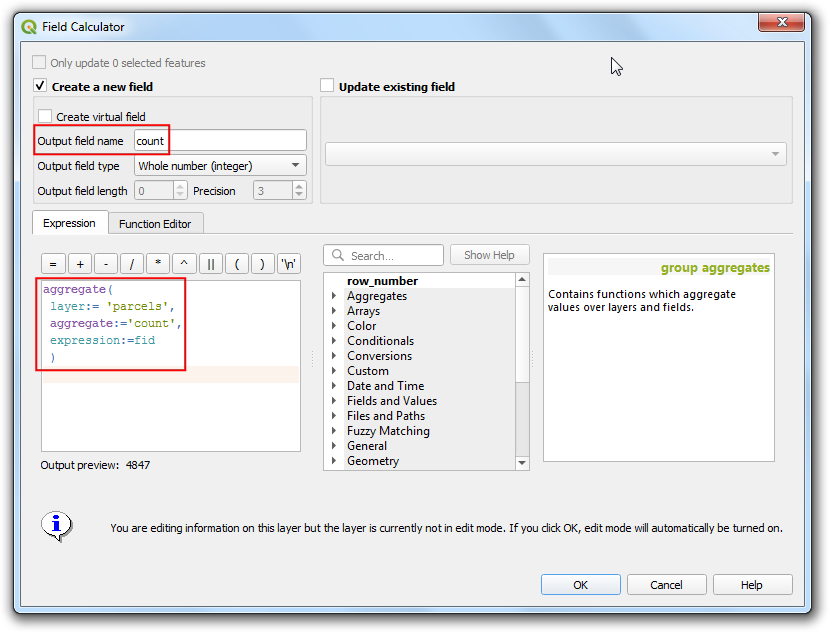 Field Calculator
Only update 0 selected features
Create a new field
Update existing field
Create virtual field
Output field name count
Output field type Whole number (integer)
Output field length 0 Precision 3
Expression Function Editor
= + - / * ^ || ( ) '\n'
Search... Show Help
aggregate(
layer:= 'parcels',
aggregate:='count',
expression:=fid
)
Output preview: 4847
row_number
Aggregates
Arrays
Color
Conditionals
Conversions
Custom
Date and Time
Fields and Values
Files and Paths
Fuzzy Matching
General
Geometry
group aggregates
Contains functions which aggregate
values over layers and fields.
You are editing information on this layer but the layer is currently not in edit mode. If you click OK, edit mode will automatically be turned on.
OK Cancel Help